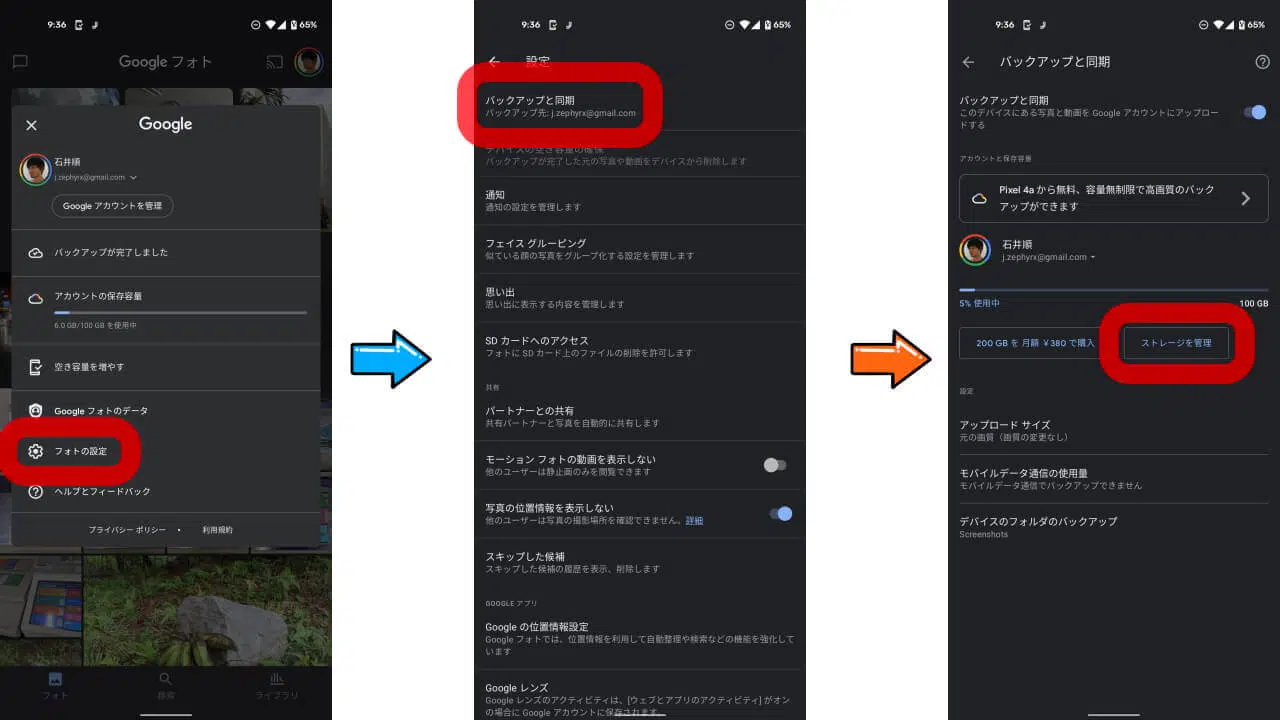 9:36
65%
Google フォト
Google
石井順
j.zephyrx@gmail.com
Google アカウントを管理
バックアップが完了しました
アカウントの保存容量
6.0 GB/100 GB を使用中
空き容量を増やす
Google フォトのデータ
フォトの設定
ヘルプとフィードバック
プライバシー ポリシー • 利用規約
フォト
検索
ライブラリ
9:36
65%
設定
バックアップと同期
バックアップ先: j.zephyrx@gmail.com
デバイスの空き容量の確保
バックアップが完了した元の写真や動画をデバイスから削除します
通知
通知の設定を管理します
フェイス グルーピング
似ている顔の写真をグループ化する設定を管理します
思い出
思い出に表示する内容を管理します
SD カードへのアクセス
フォトに SD カード上のファイルの削除を許可します
共有
パートナーとの共有
共有パートナーと写真を自動的に共有します
モーション フォトの動画を表示しない
他のユーザーは静止画のみを閲覧できます
写真の位置情報を表示しない
他のユーザーは写真の撮影場所を確認できません。詳細
スキップした候補
スキップした候補の履歴を表示、削除します
GOOGLE アプリ
Google の位置情報設定
Google フォトでは、位置情報を利用して自動整理や検索などの機能を強化して
います
Google レンズ
Google レンズのアクティビティは、[ウェブとアプリのアクティビティ] がオン
の場合に Google アカウントに保存されます。
9:36
65%
バックアップと同期
バックアップと同期
このデバイスにある写真と動画を Google アカウントにアップロー
ドする
アカウントと保存容量
Pixel 4a から無料、容量無制限で高画質のバック
アップができます
石井順
j.zephyrx@gmail.com
5% 使用中
100 GB
200 GB を 月額 ¥380 で購入
ストレージを管理
設定
アップロード サイズ
元の画質（画質の変更なし）
モバイルデータ通信の使用量
モバイルデータ通信でバックアップできません
デバイスのフォルダのバックアップ
Screenshots